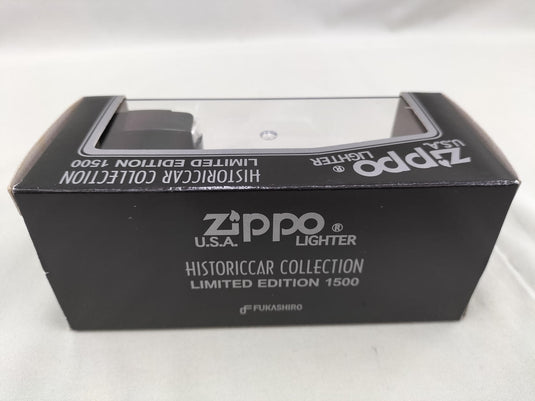 Zippo
U.S.A. LIGHTER
HISTORICCAR COLLECTION
LIMITED EDITION 1500
Zippo®
U.S.A. LIGHTER
HISTORICCAR COLLECTION
LIMITED EDITION 1500
FUKASHIRO